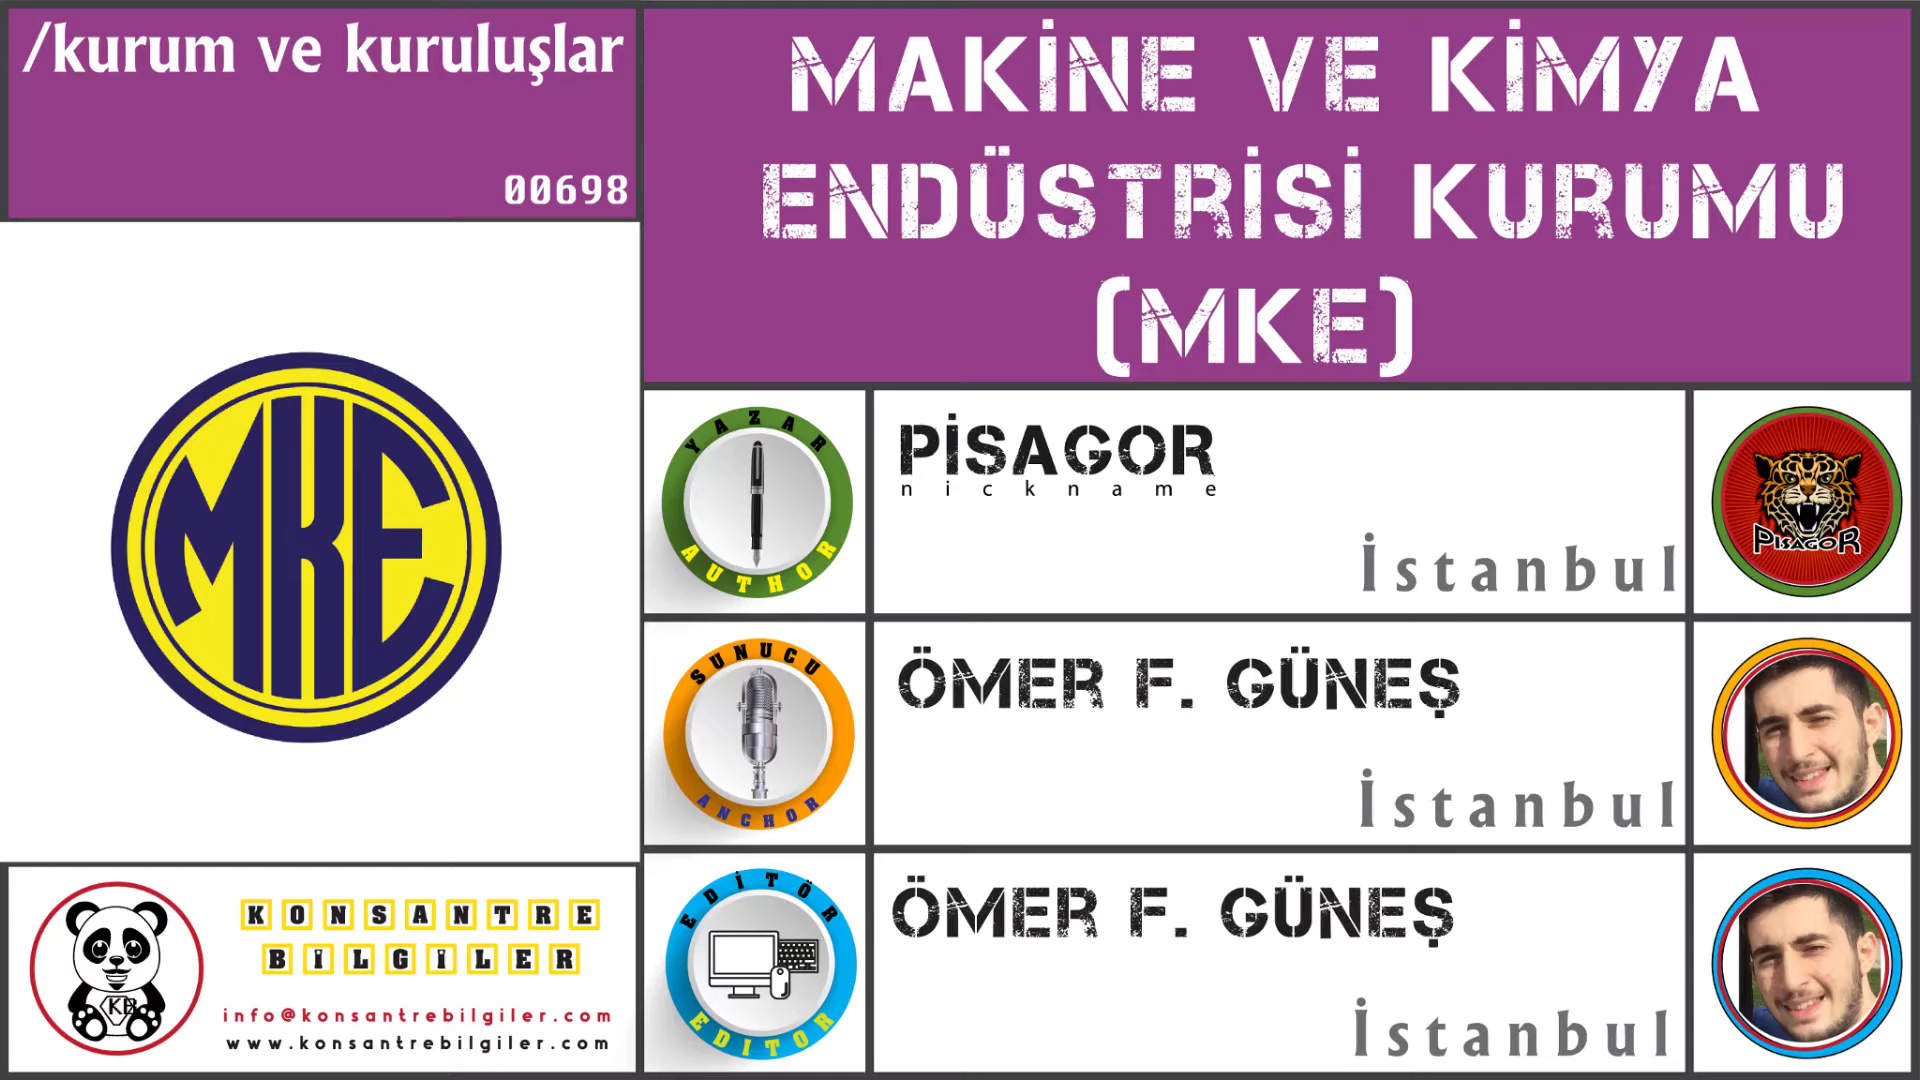 /kurum ve kuruluşlar
00698
MAKİNE VE KİMYA
ENDÜSTRİSİ KURUMU
(MKE)
MKE
YAZAR
AUTHOR
PİSAGOR
nickname
İstanbul
PISAGOR
SUNUCU
ANCHOR
ÖMER F. GÜNEŞ
İstanbul
EDİTÖR
EDITOR
ÖMER F. GÜNEŞ
İstanbul
KB
KONSANTRE
BİLGİLER
info@konsantrebilgiler.com
www.konsantrebilgiler.com